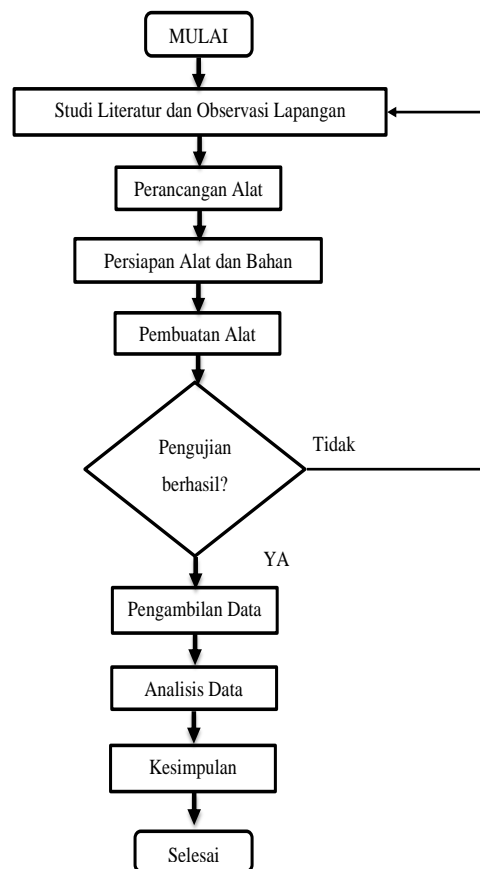 MULAI
Studi Literatur dan Observasi Lapangan
Perancangan Alat
Persiapan Alat dan Bahan
Pembuatan Alat
Pengujian
berhasil?
Tidak
YA
Pengambilan Data
Analisis Data
Kesimpulan
Selesai